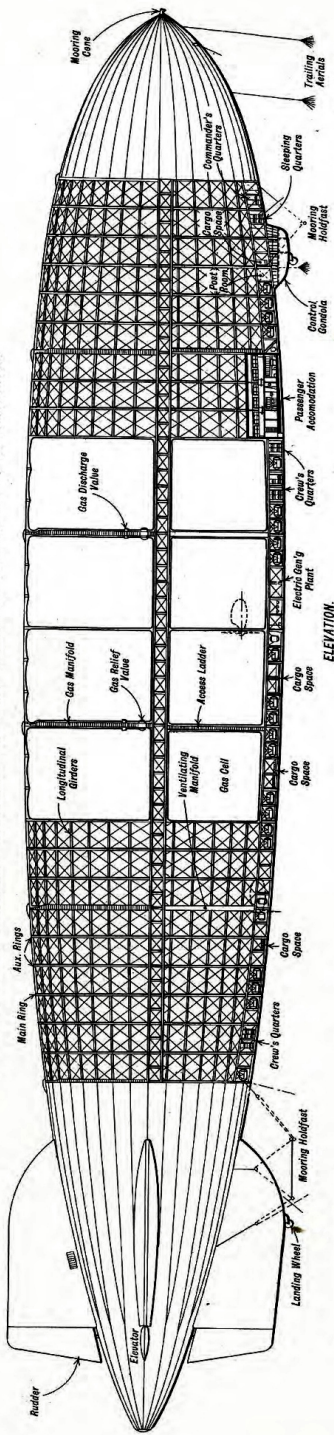 Rudder
Elevator
Landing Wheel
Mooring Holdfast
Main Ring
Aux. Rings
Crew's Quarters
Cargo
Space
Longitudinal
Girders
Ventilating
Manifold
Gas Manifold
Gas Relief
Value
Access Ladder
Gas Cell
Cargo
Space
Cargo
Space
Gas Discharge
Value
Electric Gen'g
Plant
Crew's
Quarters
Passenger
Accomodation
Post
Room
Cargo
Space
Commander's
Quarters
Control
Gondola
Mooring
Holdfast
Sleeping
Quarters
Trailing
Aerials
Mooring
Cone
ELEVATION.